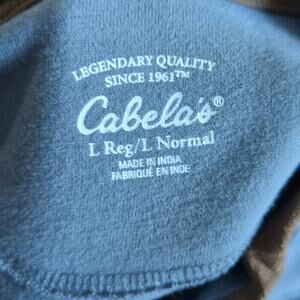 LEGENDARY QUALITY
SINCE 1961™
Cabela's®
L Reg/L Normal
MADE IN INDIA
FABRIQUÉ EN INDE